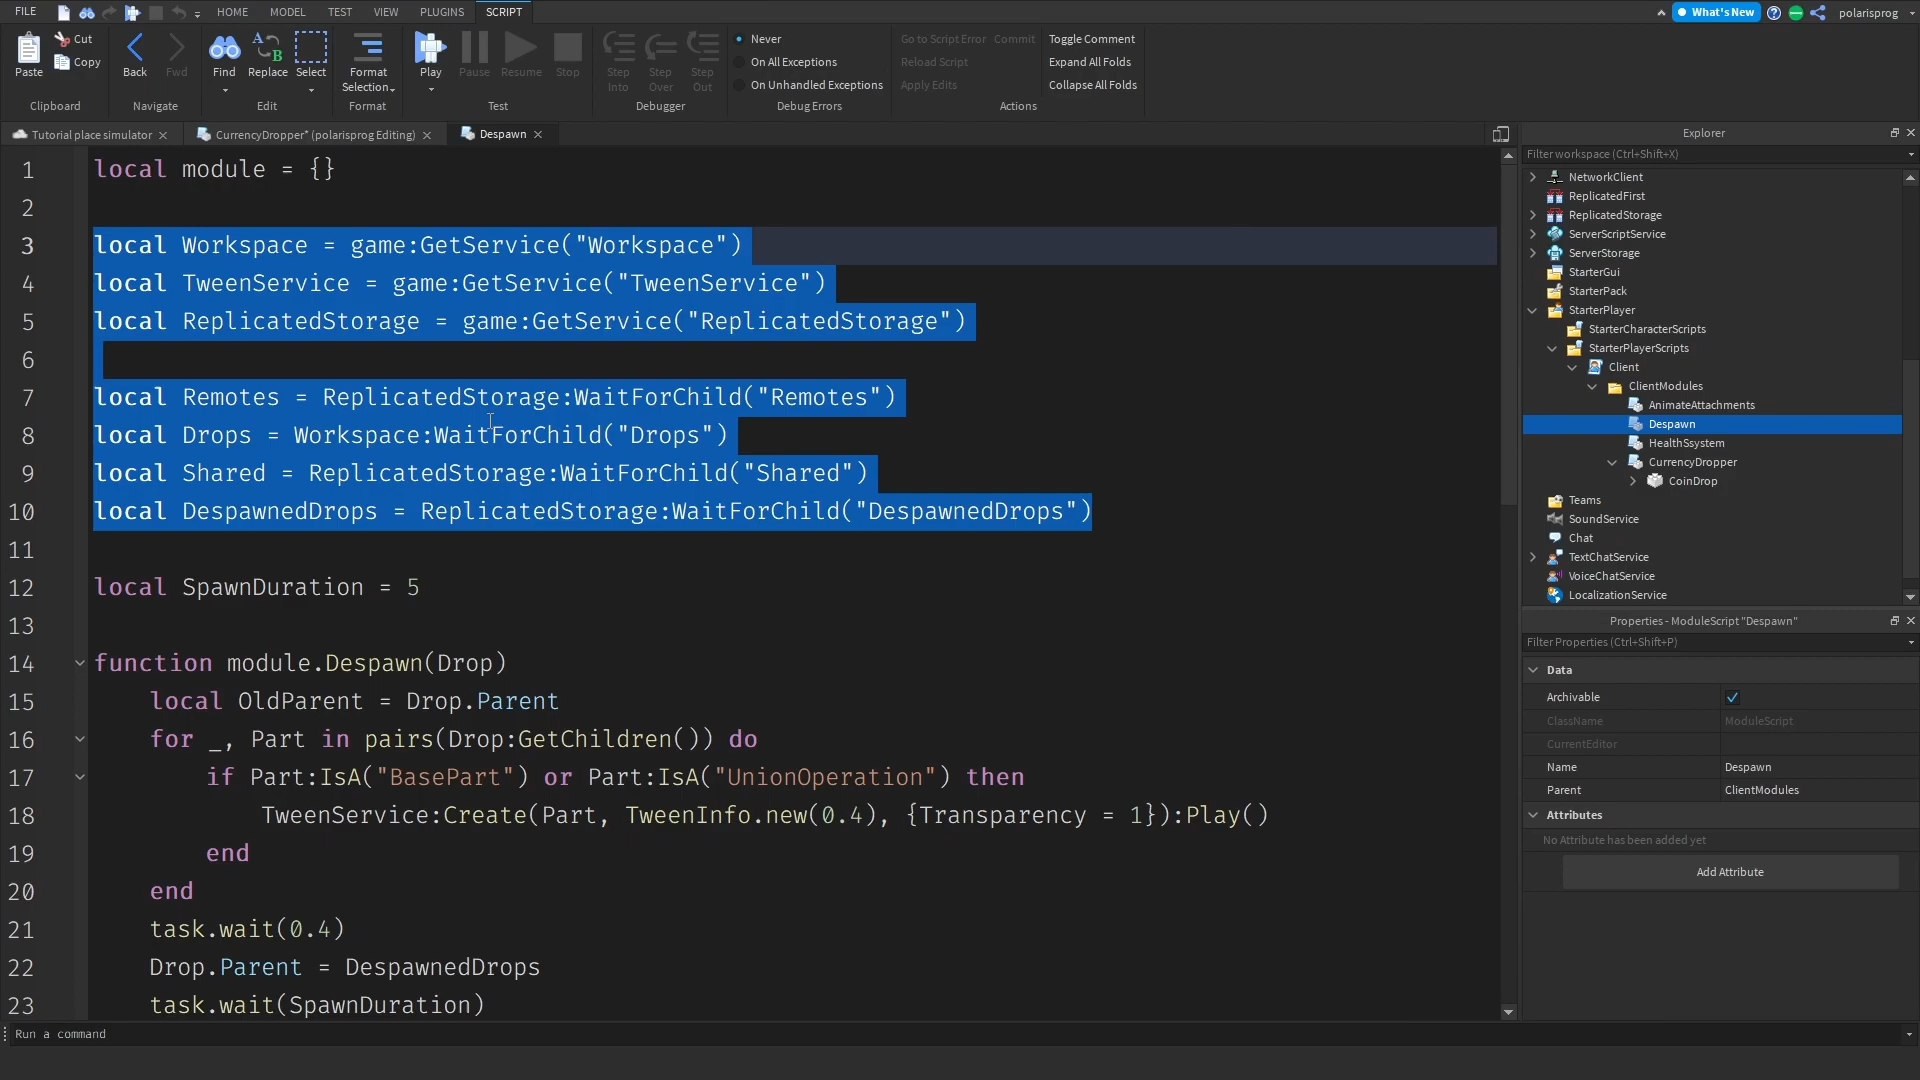 FILE HOME MODEL TEST VIEW PLUGINS SCRIPT What's New polarisprog
Paste Cut Copy Back Fwd Find Replace Select Format Selection Play Pause Resume Stop Step Into Step Over Step Out
Never
On All Exceptions
On Unhandled Exceptions
Go to Script Error Commit
Reload Script
Apply Edits
Toggle Comment
Expand All Folds
Collapse All Folds
Clipboard Navigate Edit Format Test Debugger Debug Errors Actions
Tutorial place simulator CurrencyDropper* (polarisprog Editing) Despawn
1 local module = {}
2
3 local Workspace = game:GetService("Workspace")
4 local TweenService = game:GetService("TweenService")
5 local ReplicatedStorage = game:GetService("ReplicatedStorage")
6
7 local Remotes = ReplicatedStorage:WaitForChild("Remotes")
8 local Drops = Workspace:WaitForChild("Drops")
9 local Shared = ReplicatedStorage:WaitForChild("Shared")
10 local DespawnedDrops = ReplicatedStorage:WaitForChild("DespawnedDrops")
11
12 local SpawnDuration = 5
13
14 function module.Despawn(Drop)
15 local OldParent = Drop.Parent
16 for _, Part in pairs(Drop:GetChildren()) do
17 if Part:IsA("BasePart") or Part:IsA("UnionOperation") then
18 TweenService:Create(Part, TweenInfo.new(0.4), {Transparency = 1}):Play()
19 end
20 end
21 task.wait(0.4)
22 Drop.Parent = DespawnedDrops
23 task.wait(SpawnDuration)
Run a command
Explorer
Filter workspace (Ctrl+Shift+X)
NetworkClient
ReplicatedFirst
ReplicatedStorage
ServerScriptService
ServerStorage
StarterGui
StarterPack
StarterPlayer
StarterCharacterScripts
StarterPlayerScripts
Client
ClientModules
AnimateAttachments
Despawn
HealthSsystem
CurrencyDropper
CoinDrop
Teams
SoundService
Chat
TextChatService
VoiceChatService
LocalizationService
Properties - ModuleScript "Despawn"
Filter Properties (Ctrl+Shift+P)
Data
Archivable
ClassName ModuleScript
CurrentEditor
Name Despawn
Parent ClientModules
Attributes
No Attribute has been added yet
Add Attribute